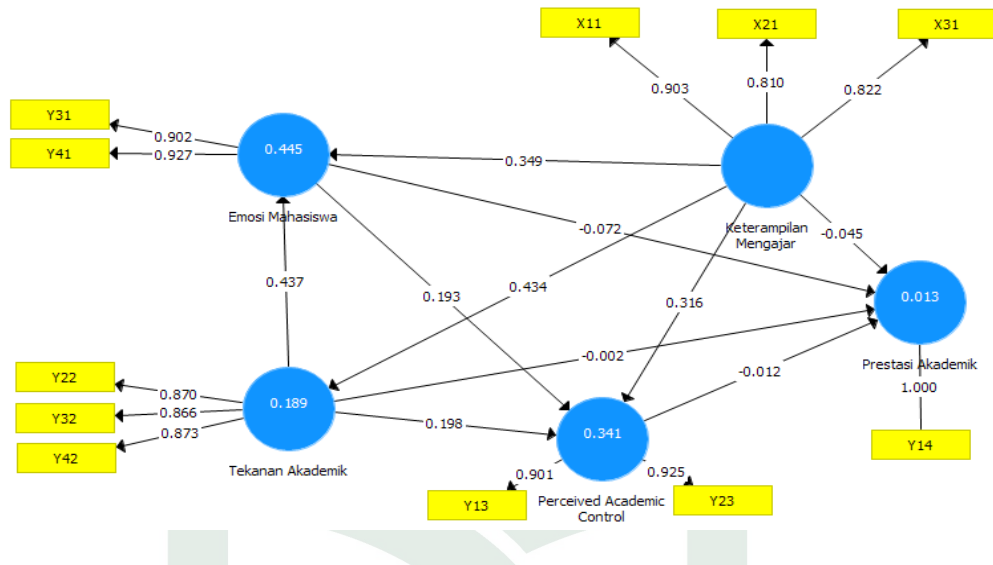 X11
X21
X31
0.903
0.810
0.822
Y31
Y41
0.902
0.927
0.445
Emosi Mahasiswa
0.349
Keterampilan
Mengajar
-0.072
-0.045
0.437
0.193
0.434
0.316
0.013
Prestasi Akademik
1.000
Y14
-0.002
-0.012
Y22
Y32
Y42
0.870
0.866
0.873
0.189
Tekanan Akademik
0.198
0.341
0.901
0.925
Y13
Perceived Academic
Control
Y23